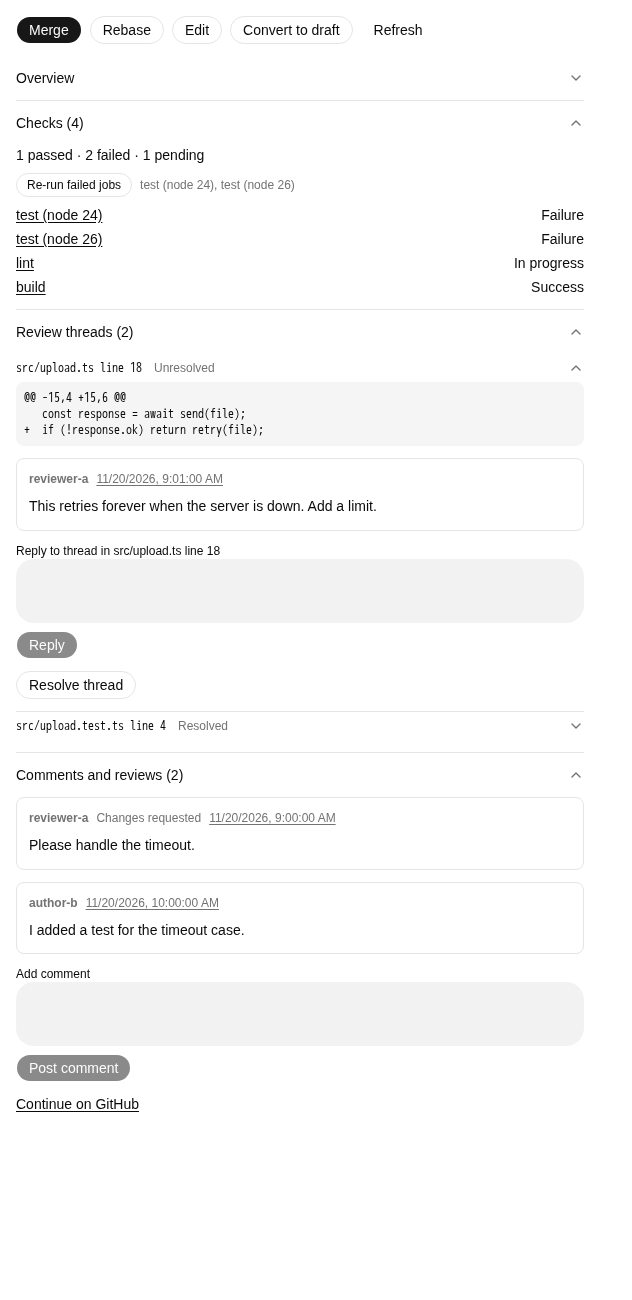 Merge Rebase Edit Convert to draft Refresh
Overview
Checks (4)
1 passed · 2 failed · 1 pending
Re-run failed jobs test (node 24), test (node 26)
test (node 24) Failure
test (node 26) Failure
lint In progress
build Success
Review threads (2)
src/upload.ts line 18 Unresolved
@@ -15,4 +15,6 @@
   const response = await send(file);
+  if (!response.ok) return retry(file);
reviewer-a 11/20/2026, 9:01:00 AM
This retries forever when the server is down. Add a limit.
Reply to thread in src/upload.ts line 18
Reply
Resolve thread
src/upload.test.ts line 4 Resolved
Comments and reviews (2)
reviewer-a Changes requested 11/20/2026, 9:00:00 AM
Please handle the timeout.
author-b 11/20/2026, 10:00:00 AM
I added a test for the timeout case.
Add comment
Post comment
Continue on GitHub